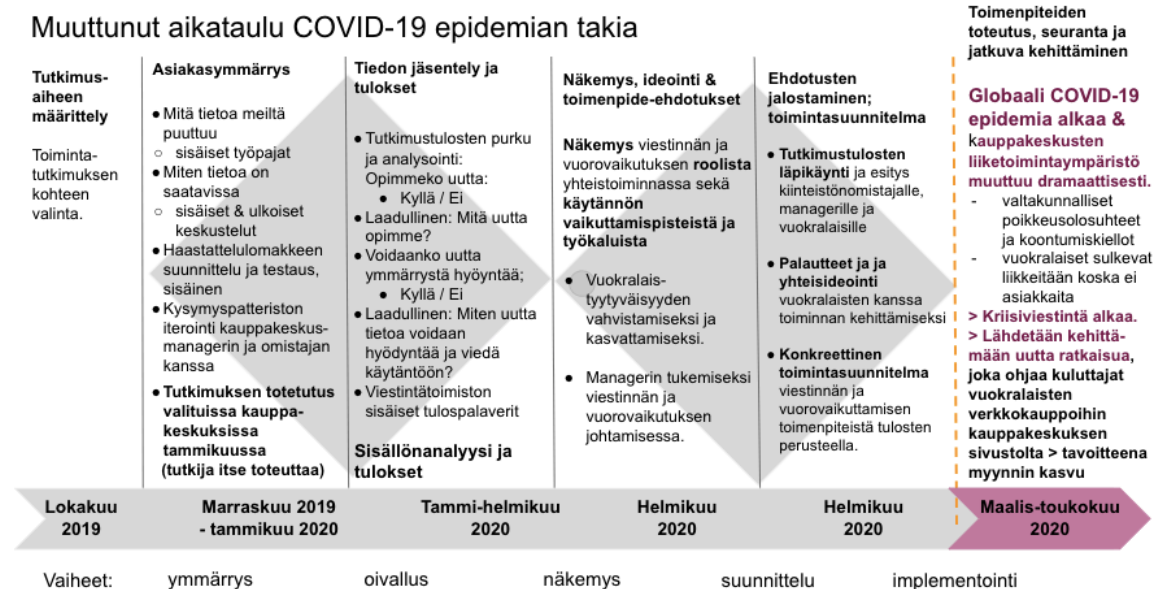 Muuttunut aikataulu COVID-19 epidemian takia
Tutkimus-
aiheen
määrittely
Toiminta-
tutkimuksen
kohteen
valinta.
Asiakasymmärrys
● Mitä tietoa meiltä
puuttuu
○ sisäiset työpajat
● Miten tietoa on
saatavissa
○ sisäiset & ulkoiset
keskustelut
● Haastattelulomakkeen
suunnittelu ja testaus,
sisäinen
● Kysymyspatteriston
iterointi kauppakeskus-
managerin ja omistajan
kanssa
● Tutkimuksen totetutus
valituissa kauppa-
keskuksissa
tammikuussa
(tutkija itse toteuttaa)
Tiedon jäsentely ja
tulokset
● Tutkimustulosten purku
ja analysointi:
Opimmeko uutta:
● Kyllä / Ei
● Laadullinen: Mitä uutta
opimme?
● Voidaanko uutta
ymmärrystä hyöyntää;
● Kyllä / Ei
● Laadullinen: Miten uutta
tietoa voidaan
hyödyntää ja viedä
käytäntöön?
● Viestintätoimiston
sisäiset tulospalaverit
Sisällönanalyysi ja
tulokset
Näkemys, ideointi &
toimenpide-ehdotukset
Näkemys viestinnän ja
vuorovaikutuksen roolista
yhteistoiminnassa sekä
käytännön
vaikuttamispisteistä ja
työkaluista
● Vuokralais-
tyytyväisyyden
vahvistamiseksi ja
kasvattamiseksi.
● Managerin tukemiseksi
viestinnän ja
vuorovaikutuksen
johtamisessa.
Ehdotusten
jalostaminen;
toimintasuunnitelma
● Tutkimustulosten
läpikäynti ja esitys
kiinteistönomistajalle,
managerille ja
vuokralaisille
● Palautteet ja ja
yhteisideointi
vuokralaisten kanssa
toiminnan kehittämiseksi
● Konkreettinen
toimintasuunnitelma
viestinnän ja
vuorovaikuttamisen
toimenpiteistä tulosten
perusteella.
Toimenpiteiden
toteutus, seuranta ja
jatkuva kehittäminen
Globaali COVID-19
epidemia alkaa &
kauppakeskusten
liiketoimintaympäristö
muuttuu dramaattisesti.
- valtakunnalliset
poikkeusolosuhteet
ja koontumiskiellot
- vuokralaiset sulkevat
liikkeitään koska ei
asiakkaita
> Kriisiviestintä alkaa.
> Lähdetään kehittä-
mään uutta ratkaisua,
joka ohjaa kuluttajat
vuokralaisten
verkkokauppoihin
kauppakeskuksen
sivustolta > tavoitteena
myynnin kasvu
Lokakuu
2019
Marraskuu 2019
- tammikuu 2020
Tammi-helmikuu
2020
Helmikuu
2020
Helmikuu
2020
Maalis-toukokuu
2020
Vaiheet: ymmärrys oivallus näkemys suunnittelu implementointi